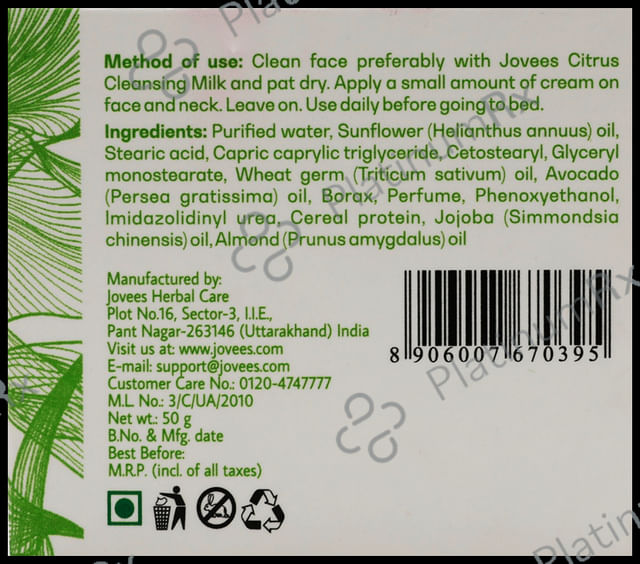 Method of use: Clean face preferably with Jovees Citrus
Cleansing Milk and pat dry. Apply a small amount of cream on
face and neck. Leave on. Use daily before going to bed.
Ingredients: Purified water, Sunflower (Helianthus annuus) oil,
Stearic acid, Capric caprylic triglyceride, Cetostearyl, Glyceryl
monostearate, Wheat germ (Triticum sativum) oil, Avocado
(Persea gratissima) oil, Borax, Perfume, Phenoxyethanol,
Imidazolidinyl urea, Cereal protein, Jojoba (Simmondsia
chinensis) oil, Almond (Prunus amygdalus) oil
Manufactured by:
Jovees Herbal Care
Plot No.16, Sector-3, I.I.E.,
Pant Nagar-263146 (Uttarakhand) India
Visit us at: www.jovees.com
E-mail: support@jovees.com
Customer Care No.: 0120-4747777
M.L No.: 3/C/UA/2010
Net wt.: 50 g
B.No. & Mfg. date
Best Before:
M.R.P. (incl. of all taxes)
8 906007 670395
PlatinumRx
PlatinumRx
PlatinumRx
Platinu